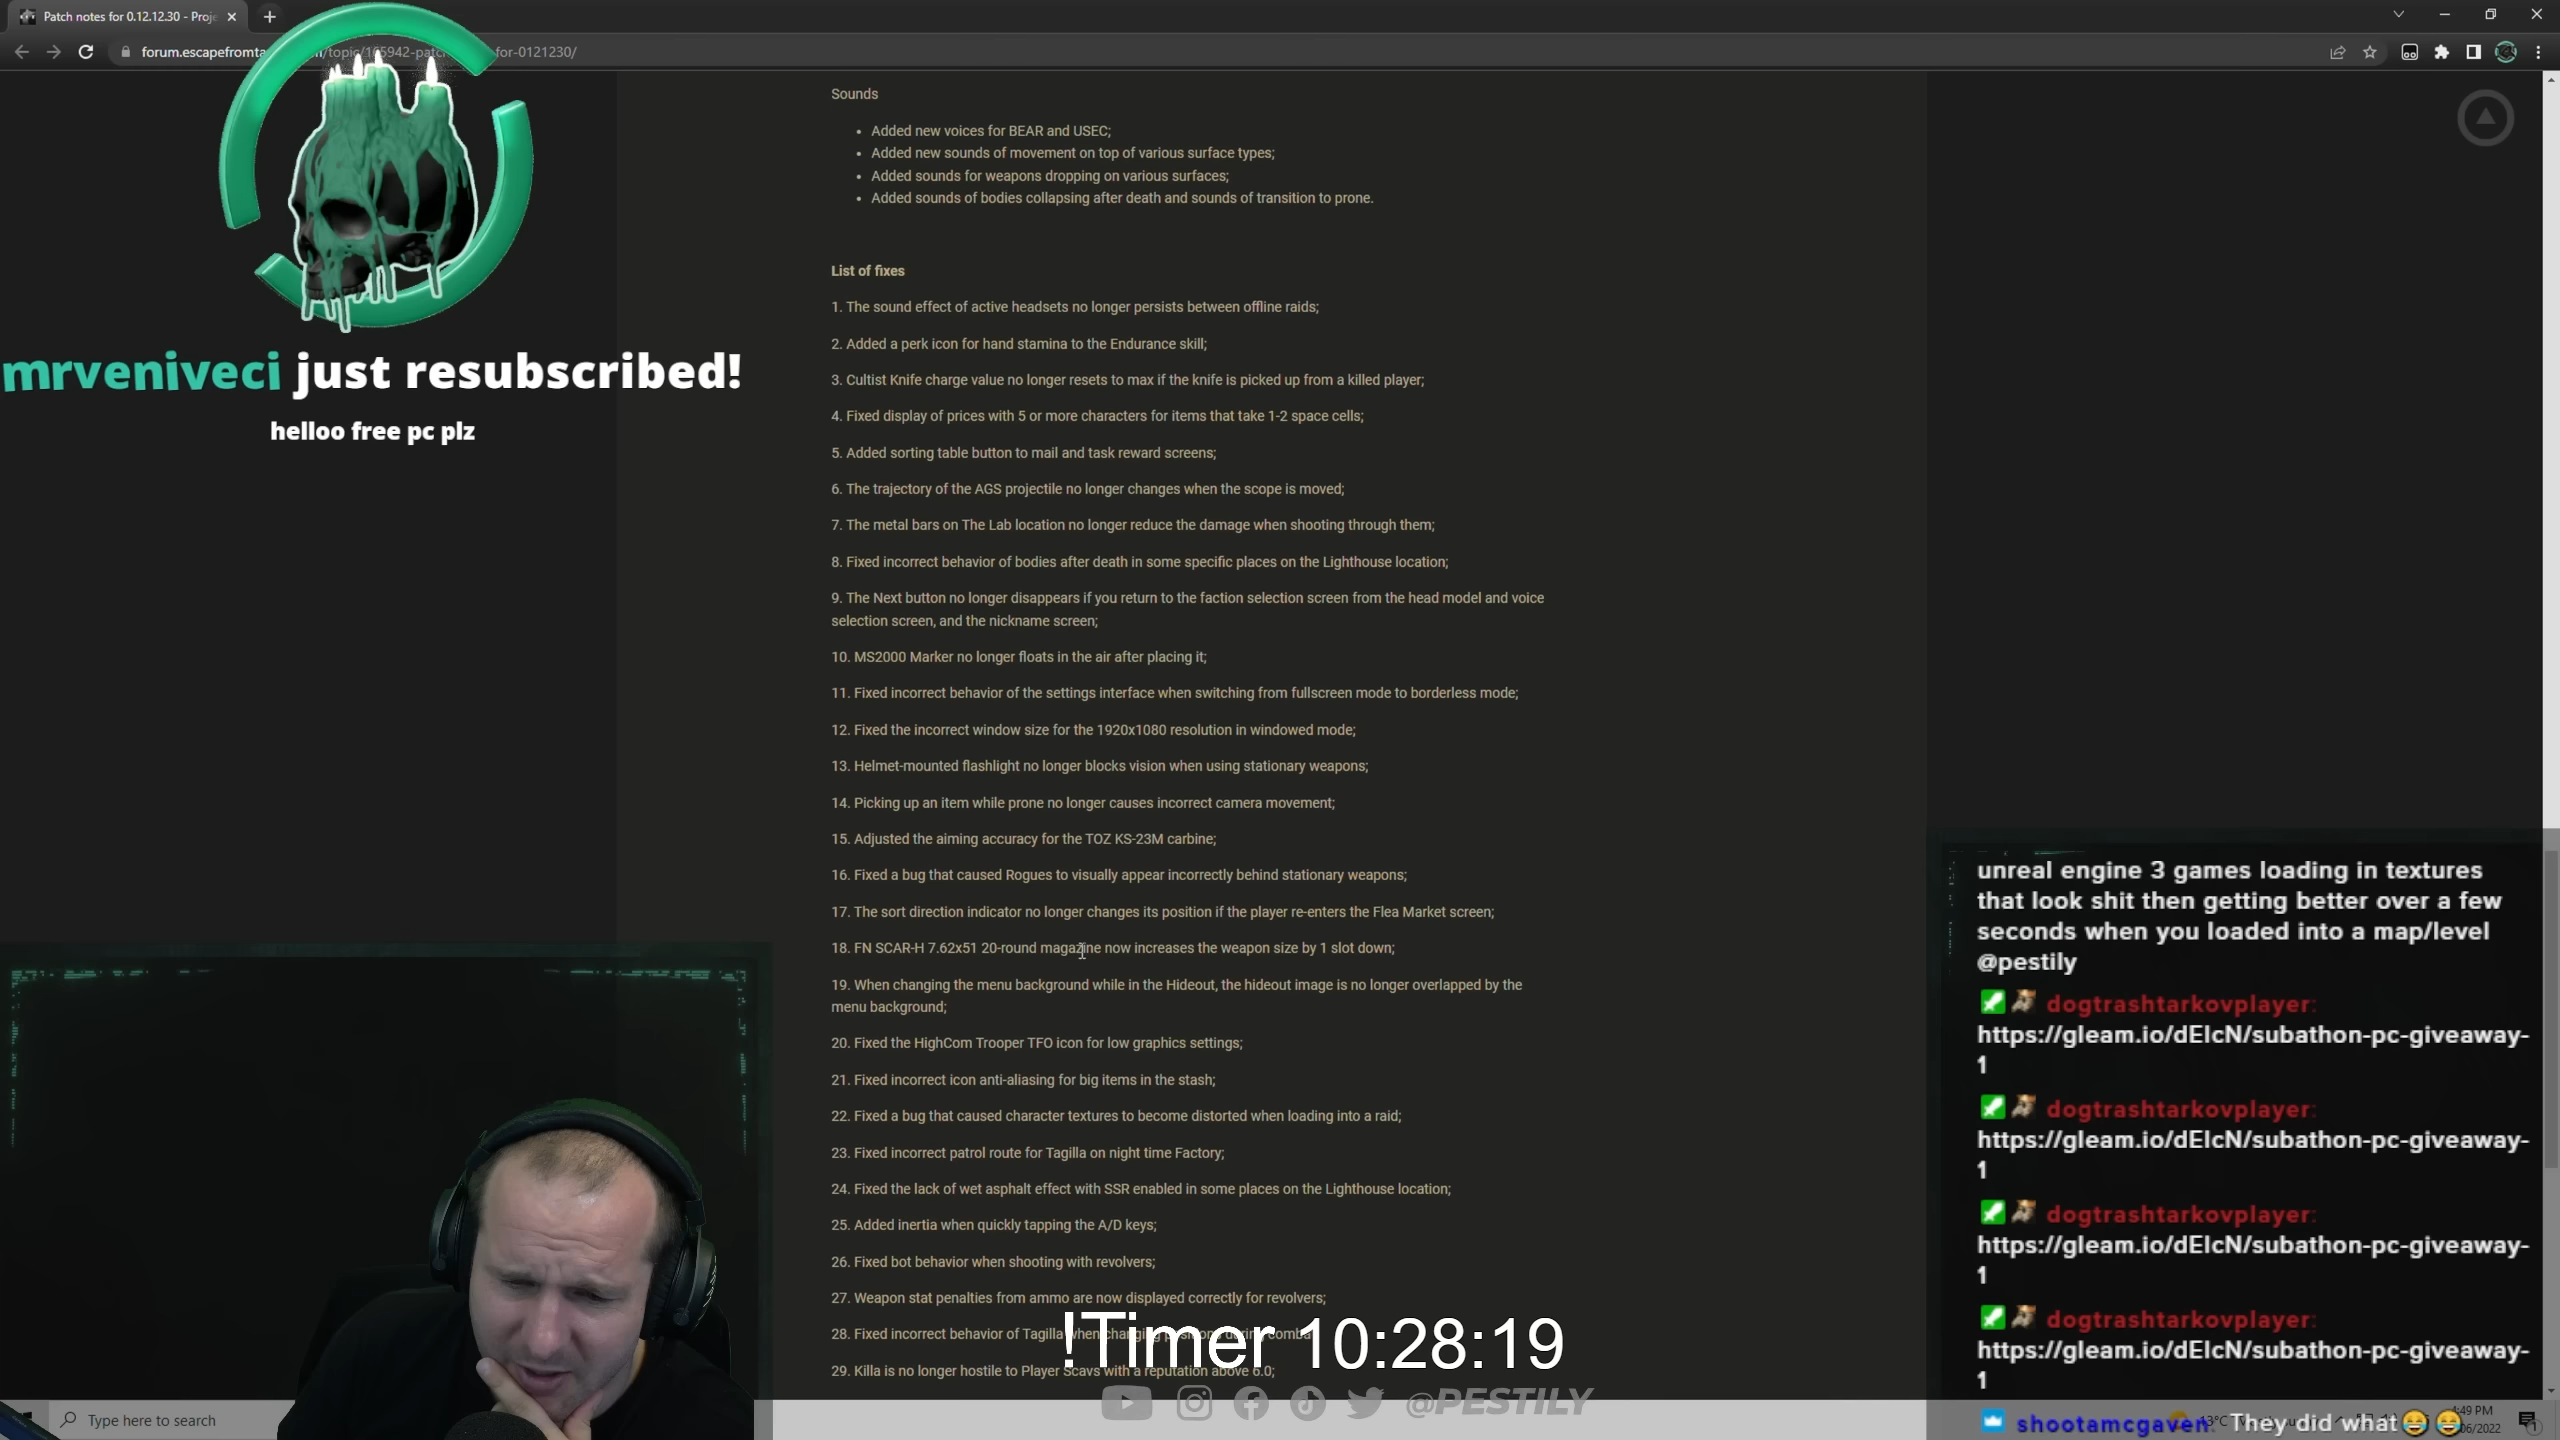 Patch notes for 0.12.12.30 - Proje
forum.escapefromta
/topic/1
5942-patc
for-0121230/
Sounds
Added new voices for BEAR and USEC;
Added new sounds of movement on top of various surface types;
Added sounds for weapons dropping on various surfaces;
Added sounds of bodies collapsing after death and sounds of transition to prone.
List of fixes
1. The sound effect of active headsets no longer persists between offline raids;
2. Added a perk icon for hand stamina to the Endurance skill;
3. Cultist Knife charge value no longer resets to max if the knife is picked up from a killed player;
4. Fixed display of prices with 5 or more characters for items that take 1-2 space cells;
5. Added sorting table button to mail and task reward screens;
6. The trajectory of the AGS projectile no longer changes when the scope is moved;
7. The metal bars on The Lab location no longer reduce the damage when shooting through them;
8. Fixed incorrect behavior of bodies after death in some specific places on the Lighthouse location;
9. The Next button no longer disappears if you return to the faction selection screen from the head model and voice
selection screen, and the nickname screen;
10. MS2000 Marker no longer floats in the air after placing it;
11. Fixed incorrect behavior of the settings interface when switching from fullscreen mode to borderless mode;
12. Fixed the incorrect window size for the 1920x1080 resolution in windowed mode;
13. Helmet-mounted flashlight no longer blocks vision when using stationary weapons;
14. Picking up an item while prone no longer causes incorrect camera movement;
15. Adjusted the aiming accuracy for the TOZ KS-23M carbine;
16. Fixed a bug that caused Rogues to visually appear incorrectly behind stationary weapons;
17. The sort direction indicator no longer changes its position if the player re-enters the Flea Market screen;
18. FN SCAR-H 7.62x51 20-round magazine now increases the weapon size by 1 slot down;
19. When changing the menu background while in the Hideout, the hideout image is no longer overlapped by the
menu background;
20. Fixed the HighCom Trooper TFO icon for low graphics settings;
21. Fixed incorrect icon anti-aliasing for big items in the stash;
22. Fixed a bug that caused character textures to become distorted when loading into a raid;
23. Fixed incorrect patrol route for Tagilla on night time Factory;
24. Fixed the lack of wet asphalt effect with SSR enabled in some places on the Lighthouse location;
25. Added inertia when quickly tapping the A/D keys;
26. Fixed bot behavior when shooting with revolvers;
27. Weapon stat penalties from ammo are now displayed correctly for revolvers;
28. Fixed incorrect behavior of Tagilla when changing positions during comba
29. Killa is no longer hostile to Player Scavs with a reputation above 6.0;
mrveniveci just resubscribed!
helloo free pc plz
!Timer 10:28:19
@PESTILY
unreal engine 3 games loading in textures
that look shit then getting better over a few
seconds when you loaded into a map/level
@pestily
dogtrashtarkovplayer:
https://gleam.io/dEIcN/subathon-pc-giveaway-
1
dogtrashtarkovplayer:
https://gleam.io/dEIcN/subathon-pc-giveaway-
1
dogtrashtarkovplayer:
https://gleam.io/dEIcN/subathon-pc-giveaway-
1
dogtrashtarkovplayer:
https://gleam.io/dEIcN/subathon-pc-giveaway-
1
shootamcgaven: They did what😂 😂
Type here to search
13°C
4:49 PM
06/2022